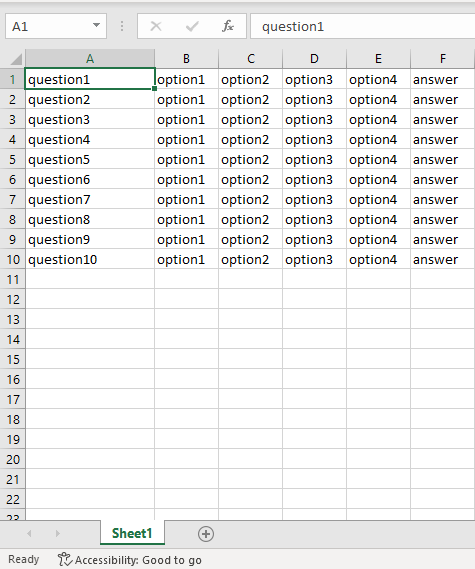 A1 fx question1
A B C D E F
1 question1 option1 option2 option3 option4 answer
2 question2 option1 option2 option3 option4 answer
3 question3 option1 option2 option3 option4 answer
4 question4 option1 option2 option3 option4 answer
5 question5 option1 option2 option3 option4 answer
6 question6 option1 option2 option3 option4 answer
7 question7 option1 option2 option3 option4 answer
8 question8 option1 option2 option3 option4 answer
9 question9 option1 option2 option3 option4 answer
10 question10 option1 option2 option3 option4 answer
11
12
13
14
15
16
17
18
19
20
21
22
23
Sheet1
Ready Accessibility: Good to go